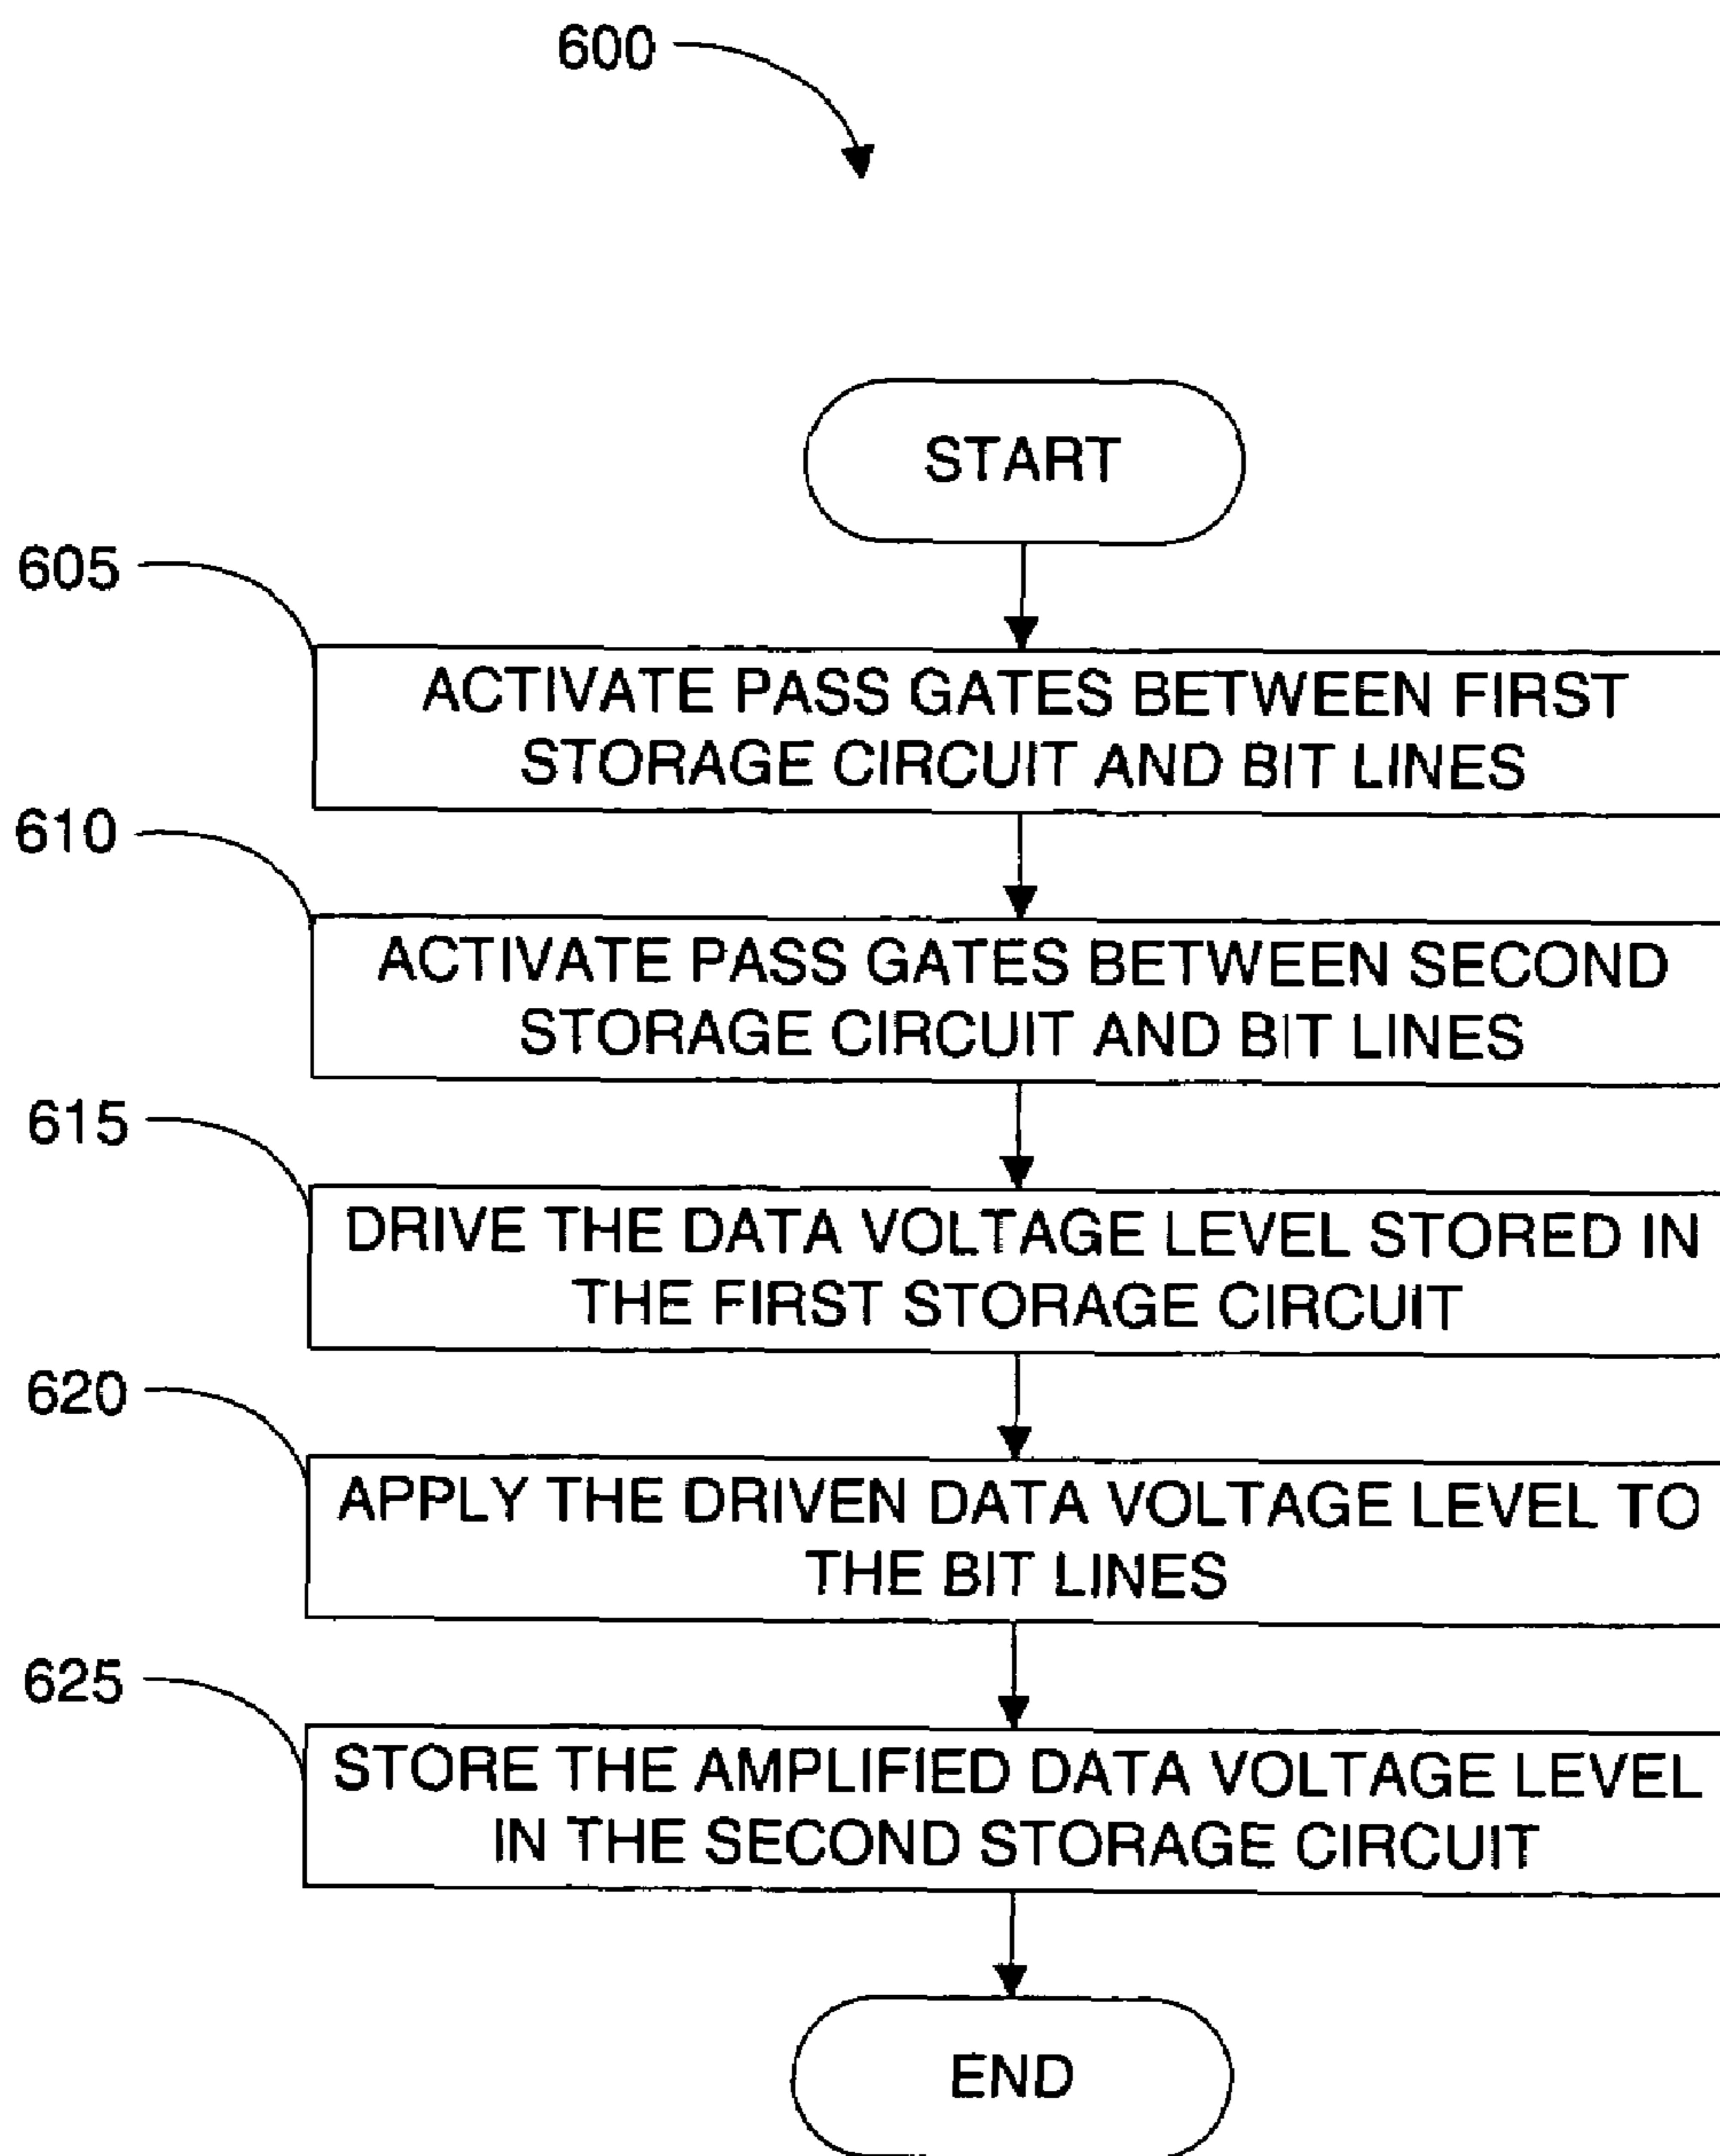 600
START
605
ACTIVATE PASS GATES BETWEEN FIRST
STORAGE CIRCUIT AND BIT LINES
610
ACTIVATE PASS GATES BETWEEN SECOND
STORAGE CIRCUIT AND BIT LINES
615
DRIVE THE DATA VOLTAGE LEVEL STORED IN
THE FIRST STORAGE CIRCUIT
620
APPLY THE DRIVEN DATA VOLTAGE LEVEL TO
THE BIT LINES
625
STORE THE AMPLIFIED DATA VOLTAGE LEVEL
IN THE SECOND STORAGE CIRCUIT
END